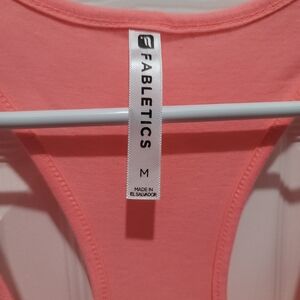 FABLETICS
M
MADE IN
EL SALVADOR